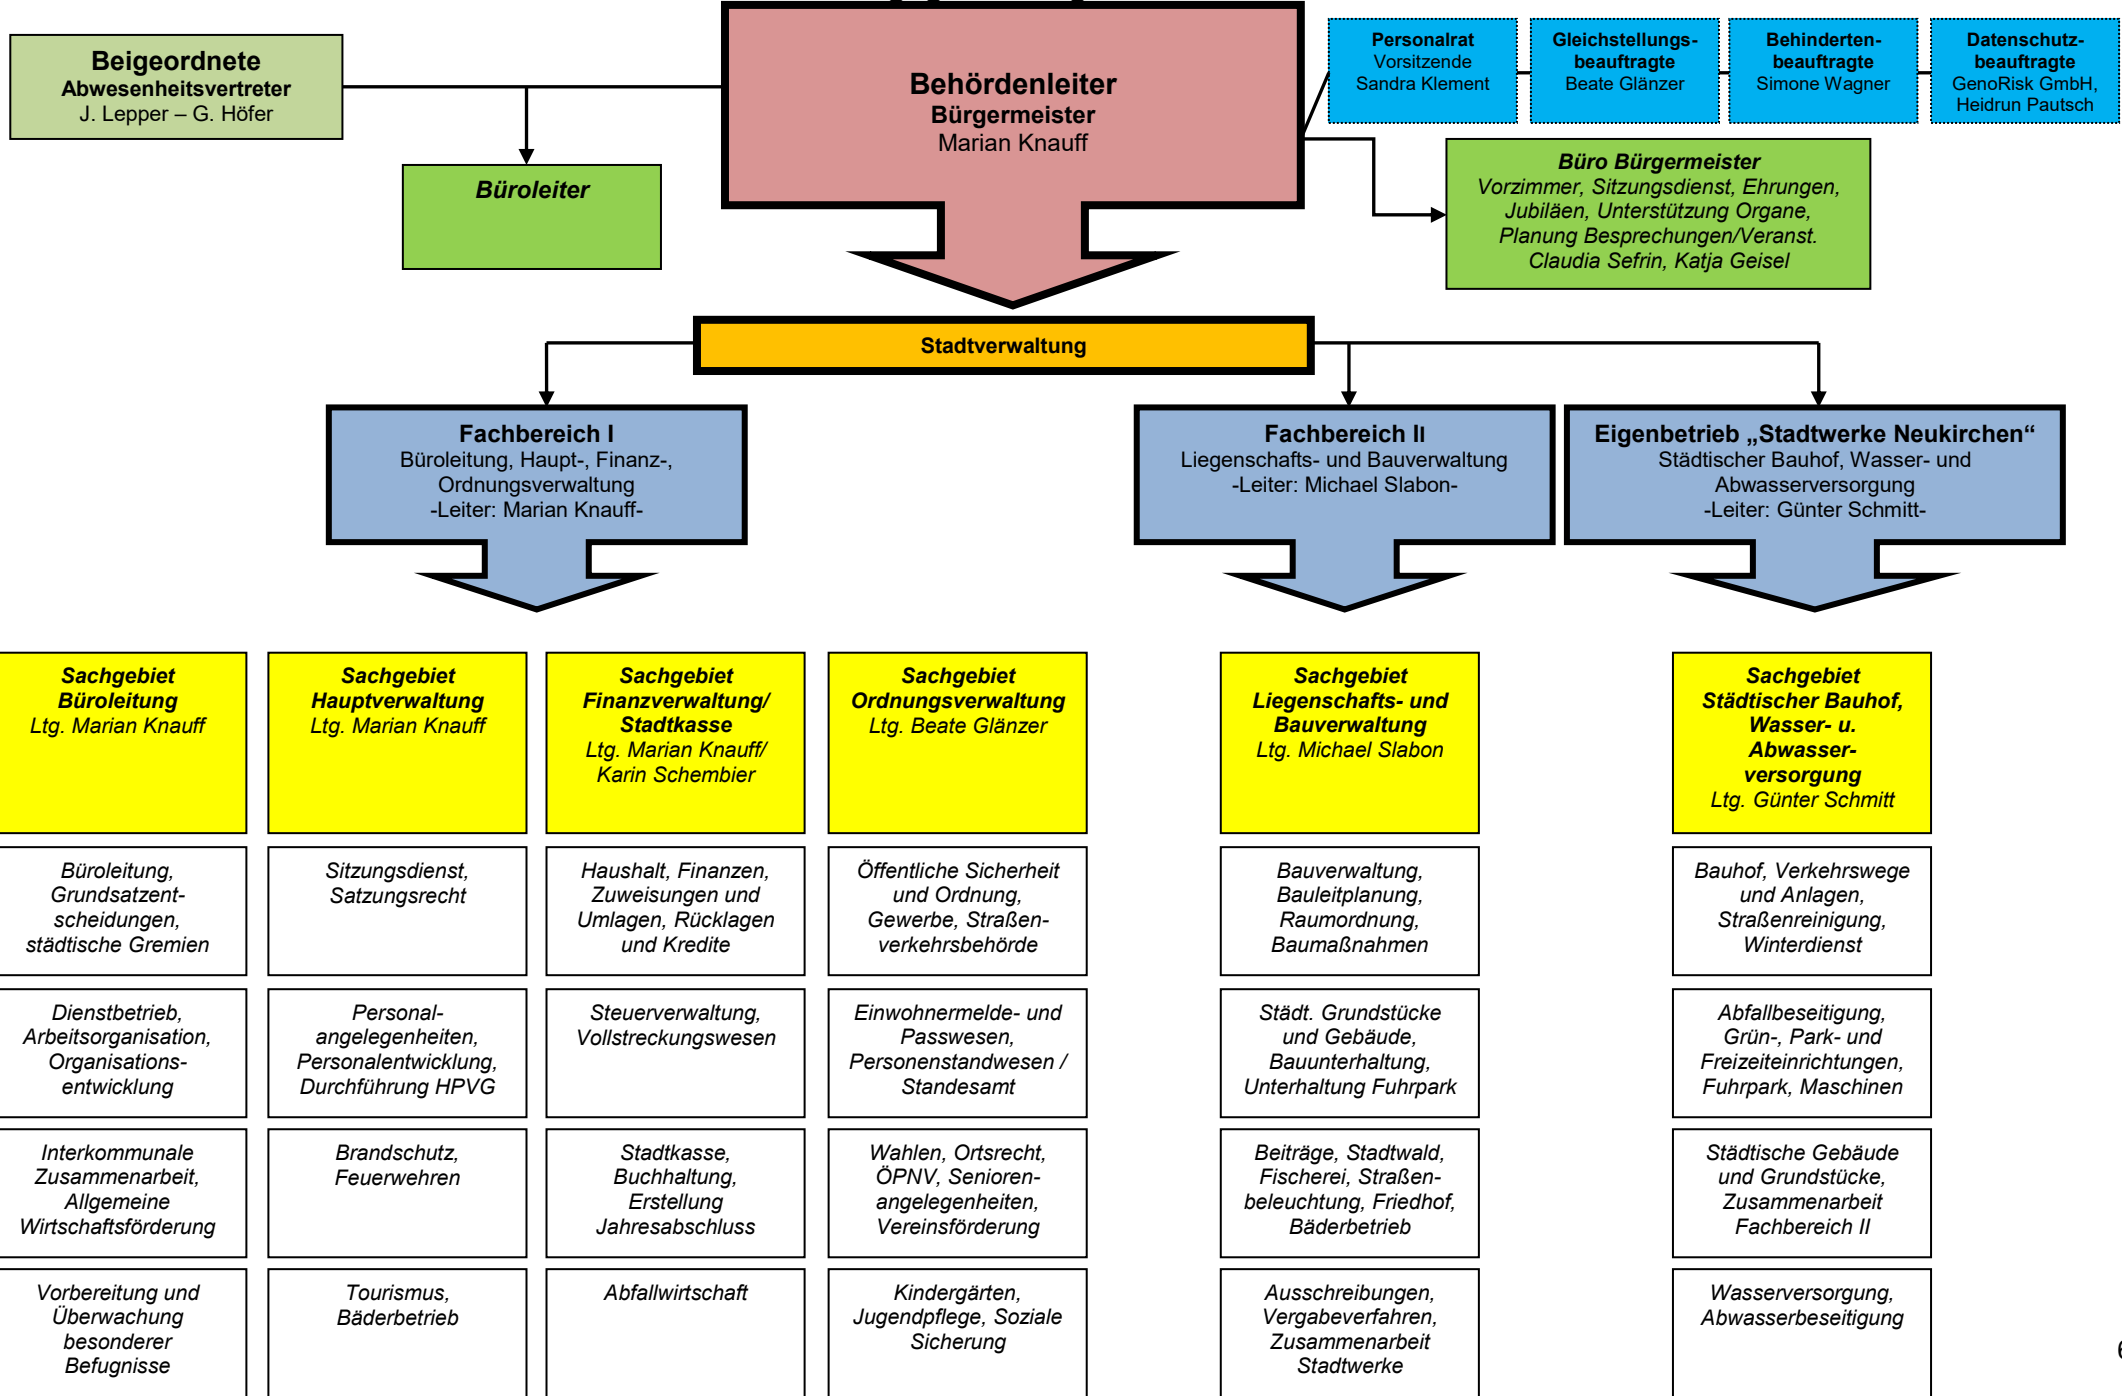 Beigeordnete
Abwesenheitsvertreter
J. Lepper – G. Höfer
Büroleiter
Behördenleiter
Bürgermeister
Marian Knauff
Personalrat
Vorsitzende
Sandra Klement
Gleichstellungs-
beauftragte
Beate Glänzer
Behinderten-
beauftragte
Simone Wagner
Datenschutz-
beauftragte
GenoRisk GmbH,
Heidrun Pautsch
Büro Bürgermeister
Vorzimmer, Sitzungsdienst, Ehrungen,
Jubiläen, Unterstützung Organe,
Planung Besprechungen/Veranst.
Claudia Sefrin, Katja Geisel
Stadtverwaltung
Fachbereich I
Büroleitung, Haupt-, Finanz-,
Ordnungsverwaltung
-Leiter: Marian Knauff-
Fachbereich II
Liegenschafts- und Bauverwaltung
-Leiter: Michael Slabon-
Eigenbetrieb „Stadtwerke Neukirchen“
Städtischer Bauhof, Wasser- und
Abwasserversorgung
-Leiter: Günter Schmitt-
Sachgebiet
Büroleitung
Ltg. Marian Knauff
Büroleitung,
Grundsatzent-
scheidungen,
städtische Gremien
Dienstbetrieb,
Arbeitsorganisation,
Organisations-
entwicklung
Interkommunale
Zusammenarbeit,
Allgemeine
Wirtschaftsförderung
Vorbereitung und
Überwachung
besonderer
Befugnisse
Sachgebiet
Hauptverwaltung
Ltg. Marian Knauff
Sitzungsdienst,
Satzungsrecht
Personal-
angelegenheiten,
Personalentwicklung,
Durchführung HPVG
Brandschutz,
Feuerwehren
Tourismus,
Bäderbetrieb
Sachgebiet
Finanzverwaltung/
Stadtkasse
Ltg. Marian Knauff/
Karin Schembier
Haushalt, Finanzen,
Zuweisungen und
Umlagen, Rücklagen
und Kredite
Steuerverwaltung,
Vollstreckungswesen
Stadtkasse,
Buchhaltung,
Erstellung
Jahresabschluss
Abfallwirtschaft
Sachgebiet
Ordnungsverwaltung
Ltg. Beate Glänzer
Öffentliche Sicherheit
und Ordnung,
Gewerbe, Straßen-
verkehrsbehörde
Einwohnermelde- und
Passwesen,
Personenstandwesen /
Standesamt
Wahlen, Ortsrecht,
ÖPNV, Senioren-
angelegenheiten,
Vereinsförderung
Kindergärten,
Jugendpflege, Soziale
Sicherung
Sachgebiet
Liegenschafts- und
Bauverwaltung
Ltg. Michael Slabon
Bauverwaltung,
Bauleitplanung,
Raumordnung,
Baumaßnahmen
Städt. Grundstücke
und Gebäude,
Bauunterhaltung,
Unterhaltung Fuhrpark
Beiträge, Stadtwald,
Fischerei, Straßen-
beleuchtung, Friedhof,
Bäderbetrieb
Ausschreibungen,
Vergabeverfahren,
Zusammenarbeit
Stadtwerke
Sachgebiet
Städtischer Bauhof,
Wasser- u.
Abwasser-
versorgung
Ltg. Günter Schmitt
Bauhof, Verkehrswege
und Anlagen,
Straßenreinigung,
Winterdienst
Abfallbeseitigung,
Grün-, Park- und
Freizeiteinrichtungen,
Fuhrpark, Maschinen
Städtische Gebäude
und Grundstücke,
Zusammenarbeit
Fachbereich II
Wasserversorgung,
Abwasserbeseitigung